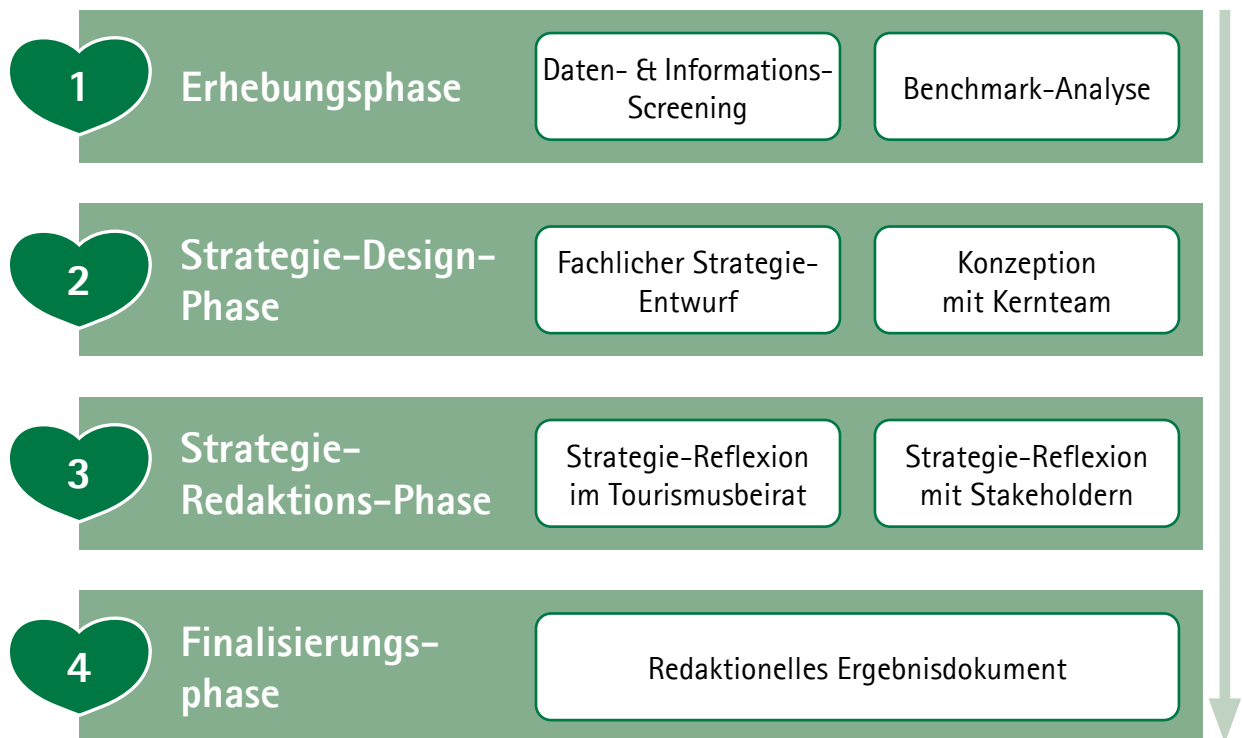 1
Erhebungsphase
Daten- & Informations-
Screening
Benchmark-Analyse
2
Strategie-Design-
Phase
Fachlicher Strategie-
Entwurf
Konzeption
mit Kernteam
3
Strategie-
Redaktions-Phase
Strategie-Reflexion
im Tourismusbeirat
Strategie-Reflexion
mit Stakeholdern
4
Finalisierungs-
phase
Redaktionelles Ergebnisdokument